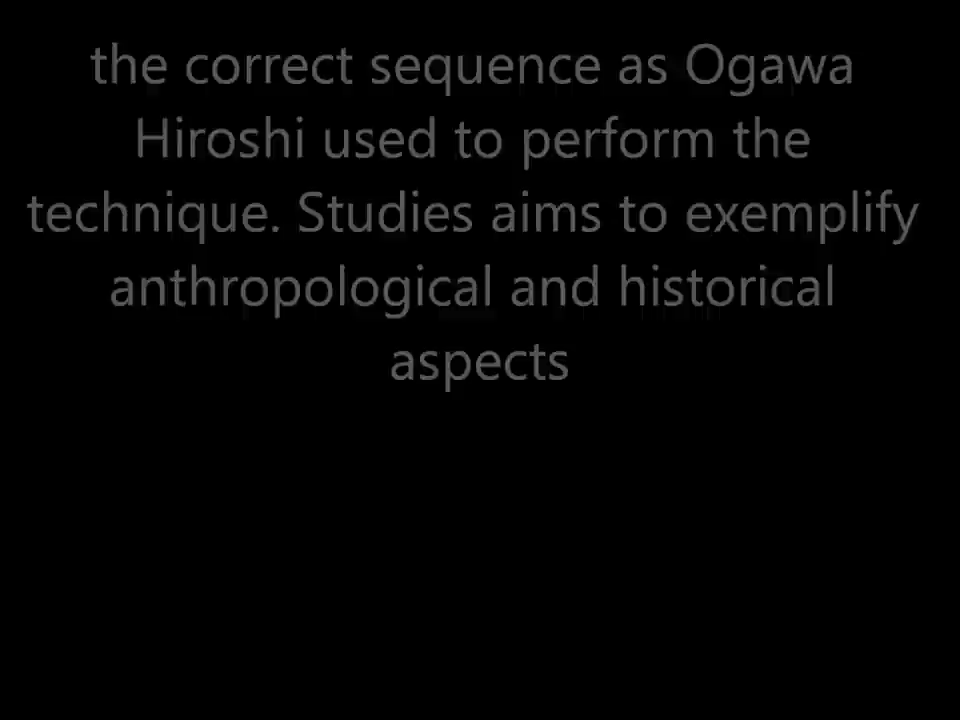 the correct sequence as Ogawa
Hiroshi used to perform the
technique. Studies aims to exemplify
anthropological and historical
aspects